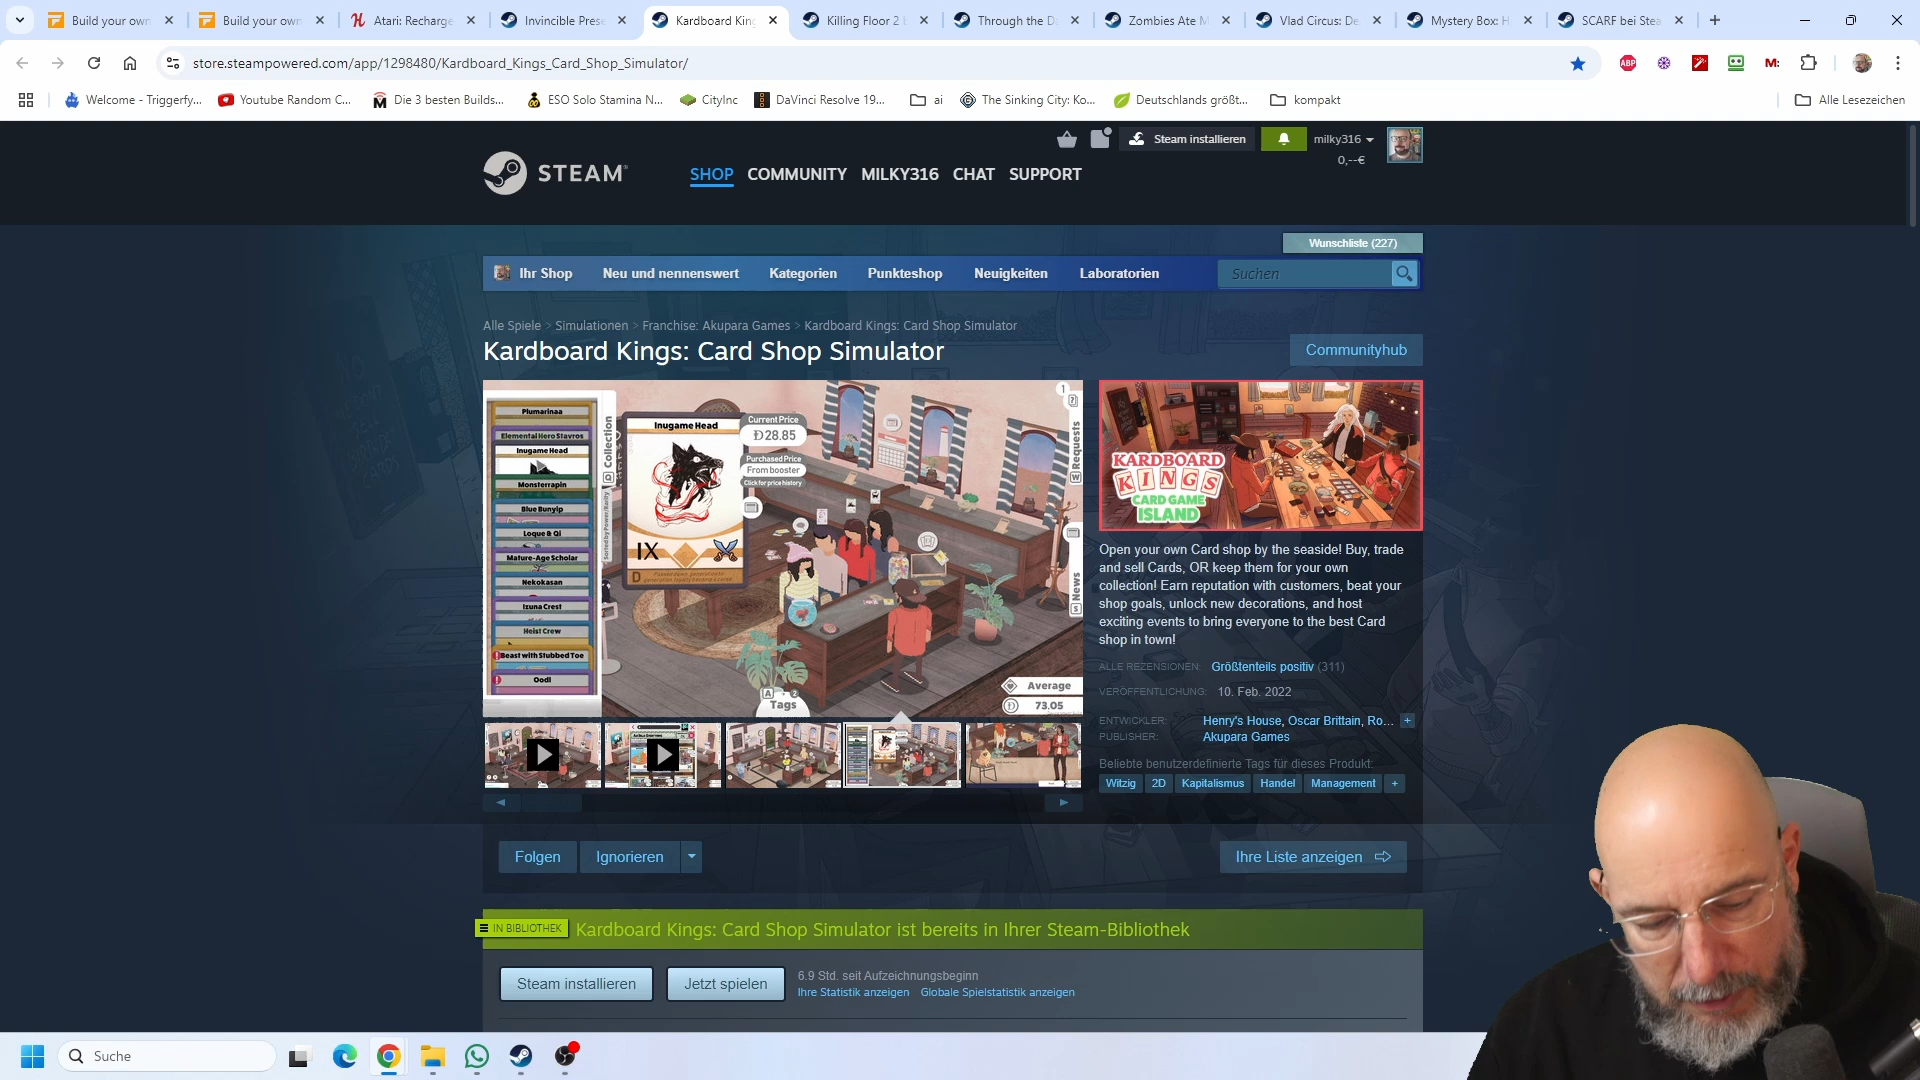 Build your own
Build your own
Atari: Recharge
Invincible Pres
Kardboard King
Killing Floor 2 b
Through the D
Zombies Ate M
Vlad Circus: De
Mystery Box: H
SCARF bei Stea
store.steampowered.com/app/1298480/Kardboard_Kings_Card_Shop_Simulator/
ABP
M:
Welcome - Triggerfy...
Youtube Random C...
Die 3 besten Builds...
ESO Solo Stamina N...
CityInc
DaVinci Resolve 19...
ai
The Sinking City: Ko...
Deutschlands größt...
kompakt
Alle Lesezeichen
Steam installieren
milky316
0,--€
STEAM
SHOP COMMUNITY MILKY316 CHAT SUPPORT
Wunschliste (227)
Ihr Shop
Neu und nennenswert
Kategorien
Punkteshop
Neuigkeiten
Laboratorien
Suchen
Alle Spiele > Simulationen > Franchise: Akupara Games > Kardboard Kings: Card Shop Simulator
Kardboard Kings: Card Shop Simulator
Communityhub
Plumarinaa
Elemental Hero Stavros
Inugame Head
Monsterrapin
Blue Bunyip
Loque & Qi
Mature-Age Scholar
Nekokasan
Izuna Crest
Heist Crew
Beast with Stubbed Toe
Oodl
Q Collection
Sorted by Power/Rarity
Inugame Head
IX
D
Current Price
Đ28.85
Purchased Price
From booster
Click for price history
1
W Requests
S News
A
Tags
Average
73.05
KARDBOARD
KINGS
CARD GAME
ISLAND
Open your own Card shop by the seaside! Buy, trade
and sell Cards, OR keep them for your own
collection! Earn reputation with customers, beat your
shop goals, unlock new decorations, and host
exciting events to bring everyone to the best Card
shop in town!
ALLE REZENSIONEN: Größtenteils positiv (311)
VERÖFFENTLICHUNG: 10. Feb. 2022
ENTWICKLER: Henry's House, Oscar Brittain, Ro... +
PUBLISHER: Akupara Games
Beliebte benutzerdefinierte Tags für dieses Produkt:
Witzig 2D Kapitalismus Handel Management +
Folgen
Ignorieren
Ihre Liste anzeigen
IN BIBLIOTHEK
Kardboard Kings: Card Shop Simulator ist bereits in Ihrer Steam-Bibliothek
Steam installieren
Jetzt spielen
6.9 Std. seit Aufzeichnungsbeginn
Ihre Statistik anzeigen Globale Spielstatistik anzeigen
Suche